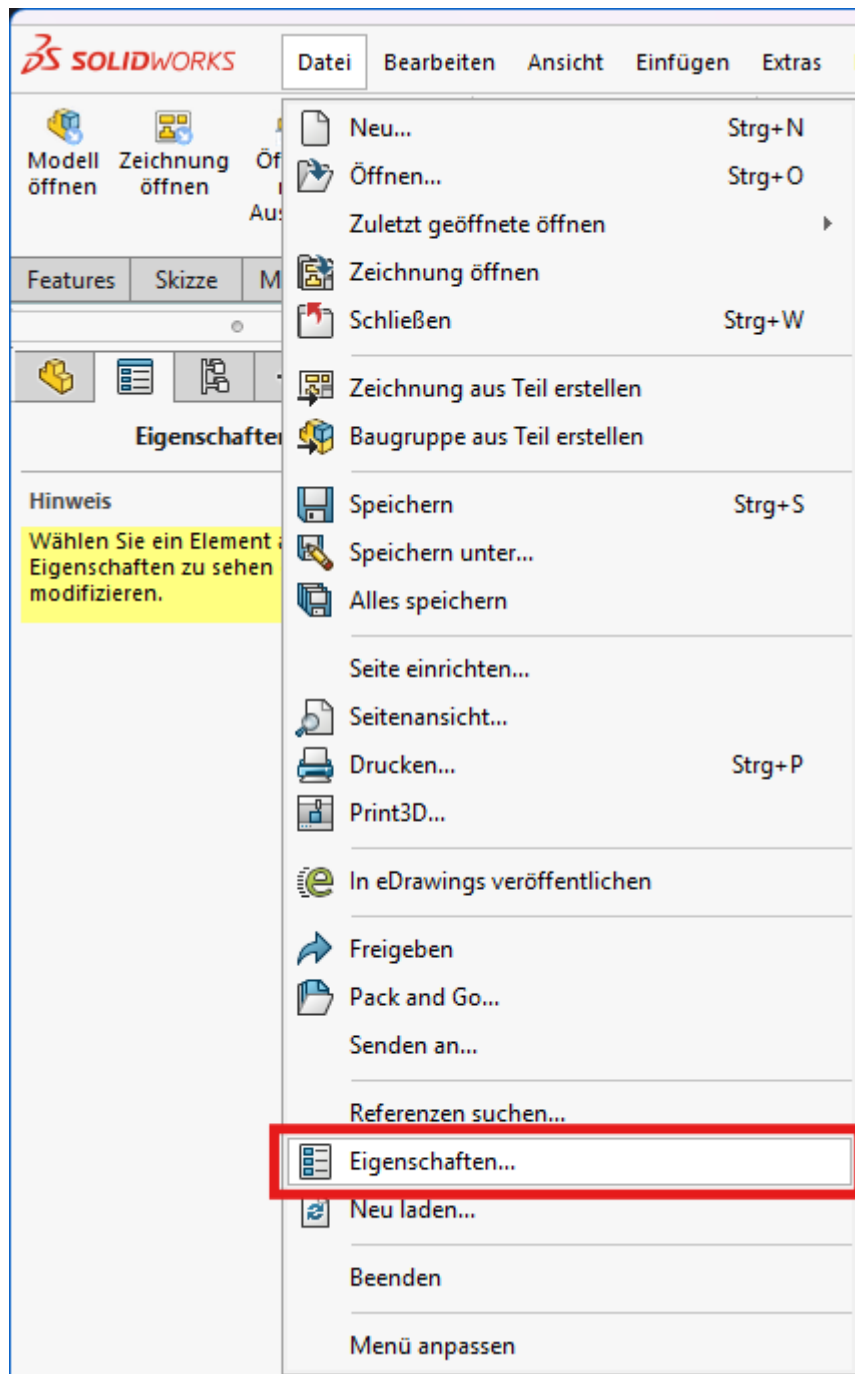 SOLIDWORKS
Datei Bearbeiten Ansicht Einfügen Extras
Modell öffnen
Zeichnung öffnen
Features Skizze
Eigenschaften
Hinweis
Wählen Sie ein Element
Eigenschaften zu sehen
modifizieren.
Neu... Strg+N
Öffnen... Strg+O
Zuletzt geöffnete öffnen
Zeichnung öffnen
Schließen Strg+W
Zeichnung aus Teil erstellen
Baugruppe aus Teil erstellen
Speichern Strg+S
Speichern unter...
Alles speichern
Seite einrichten...
Seitenansicht...
Drucken... Strg+P
Print3D...
In eDrawings veröffentlichen
Freigeben
Pack and Go...
Senden an...
Referenzen suchen...
Eigenschaften...
Neu laden...
Beenden
Menü anpassen